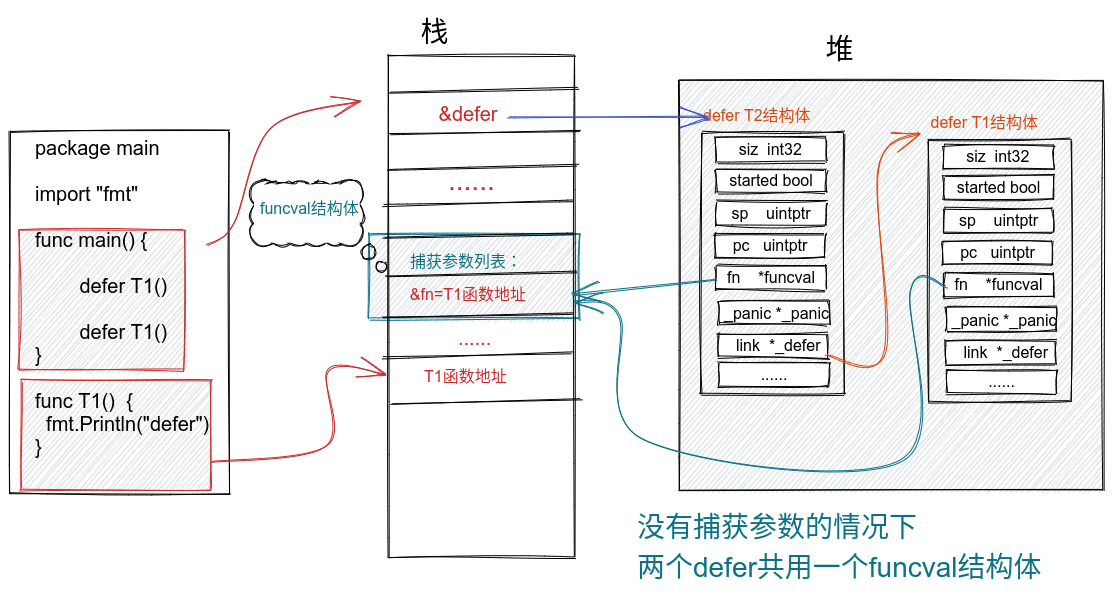 栈
堆
package main
import "fmt"
func main() {
defer T1()
defer T1()
}
func T1()  {
fmt.Println("defer")
}
funcval结构体
&defer
......
捕获参数列表：
&fn=T1函数地址
......
T1函数地址
defer T2结构体
siz  int32
started bool
sp    uintptr
pc   uintptr
fn    *funcval
_panic *_panic
link  *_defer
......
defer T1结构体
siz  int32
started bool
sp    uintptr
pc   uintptr
fn    *funcval
_panic *_panic
link  *_defer
......
没有捕获参数的情况下
两个defer共用一个funcval结构体